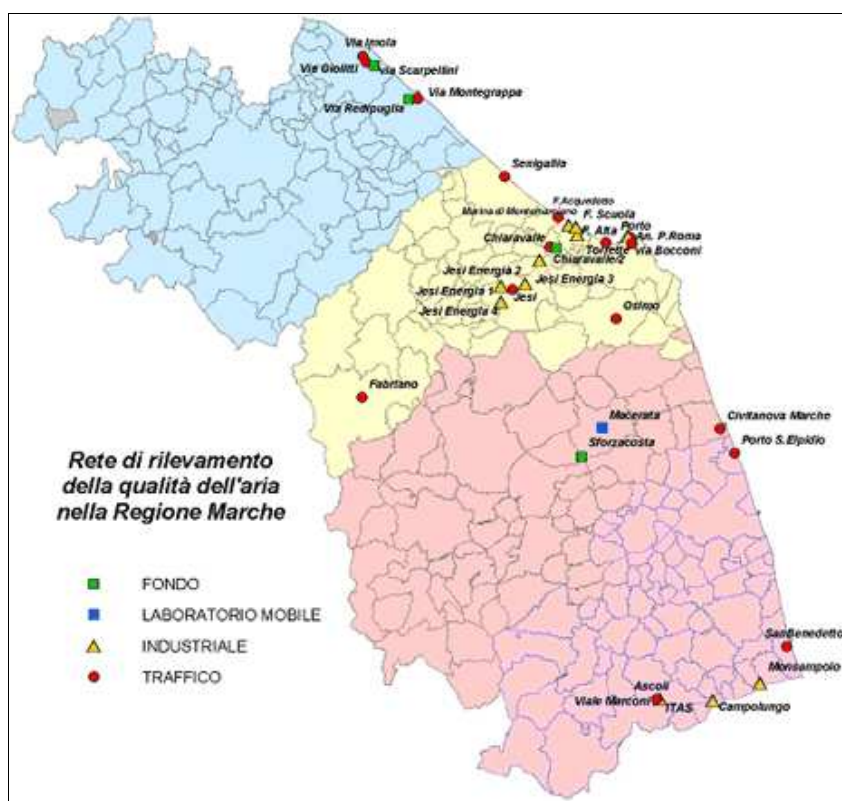 Via Imola
Via Giolitti
via Scarpellini
Via Montegrappa
Via Redipuglia
Senigallia
F.Acquedotto
Marina di Montemarciano
F. Scuola
F. Alta
Porto
An. P.Roma
Chiaravalle
Torrette
via Bocconi
Chiaravalle 2
Jesi Energia 2
Jesi Energia 3
Jesi Energia 1
Jesi
Jesi Energia 4
Osimo
Fabriano
Macerata
Civitanova Marche
Sforzacosta
Porto S.Elpidio
Rete di rilevamento
della qualità dell'aria
nella Regione Marche
FONDO
LABORATORIO MOBILE
INDUSTRIALE
TRAFFICO
SanBenedetto
Monsampolo
Ascoli
Viale Marconi
ITAS
Campolungo